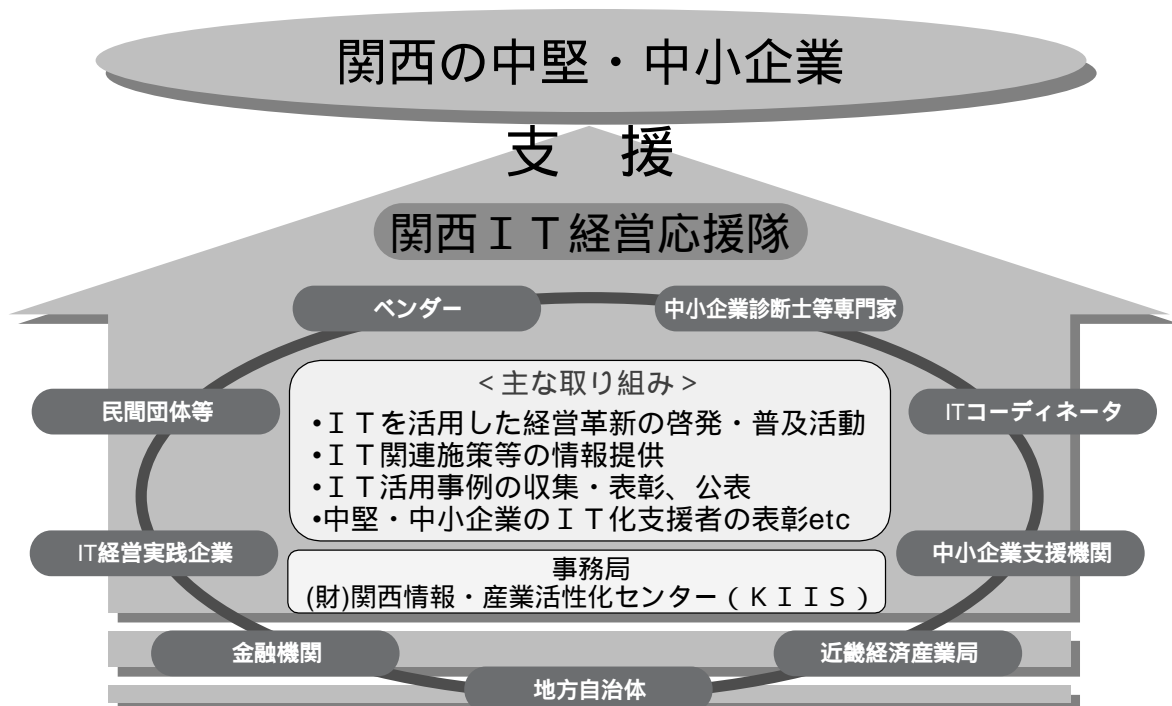 関西の中堅・中小企業
支　援
関西ＩＴ経営応援隊
ベンダー
中小企業診断士等専門家
民間団体等
ITコーディネータ
＜主な取り組み＞
•ＩＴを活用した経営革新の啓発・普及活動
•ＩＴ関連施策等の情報提供
•ＩＴ活用事例の収集・表彰、公表
•中堅・中小企業のＩＴ化支援者の表彰etc
IT経営実践企業
中小企業支援機関
事務局
(財)関西情報・産業活性化センター（ＫＩＩＳ）
金融機関
近畿経済産業局
地方自治体